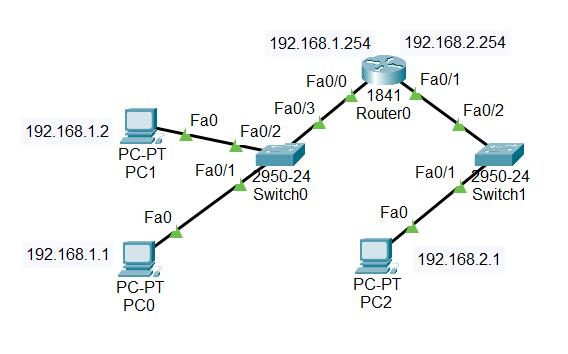 192.168.1.254
192.168.2.254
Fa0/0
Fa0/1
1841
Router0
Fa0/3
Fa0/2
192.168.1.2
Fa0
Fa0/2
PC-PT
PC1
Fa0/1
2950-24
Switch0
Fa0/1
2950-24
Switch1
Fa0
192.168.1.1
PC-PT
PC0
Fa0
192.168.2.1
PC-PT
PC2